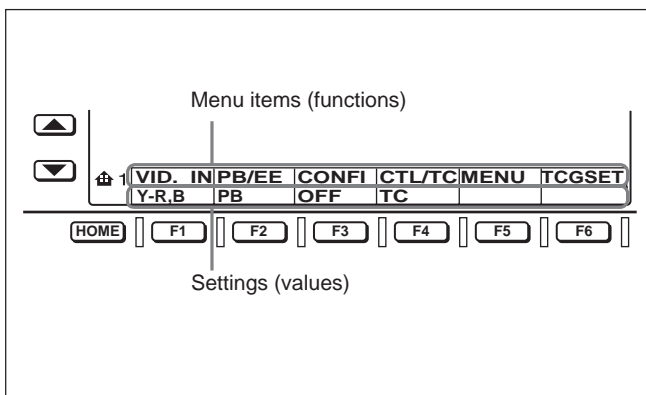 Menu items (functions)
1 VID. IN PB/EE CONFI CTL/TC MENU TCGSET
Y-R,B PB OFF TC
HOME F1 F2 F3 F4 F5 F6
Settings (values)